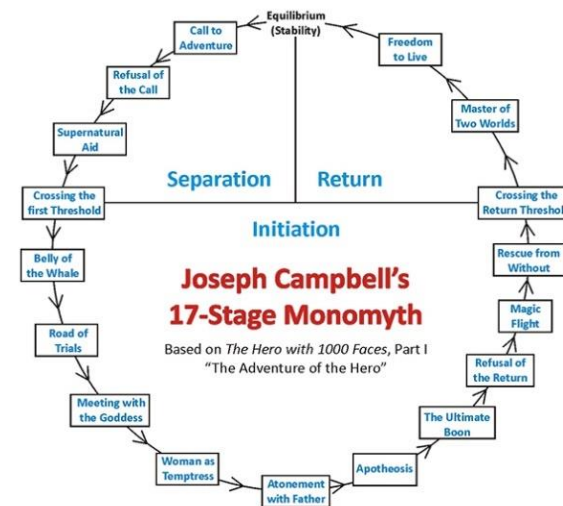 Equilibrium
(Stability)
Call to
Adventure
Refusal
of the Call
Supernatural
Aid
Crossing the
first Threshold
Belly of
the Whale
Road of
Trials
Meeting with
the Goddess
Woman as
Temptress
Atonement
with Father
Apotheosis
The Ultimate
Boon
Refusal of
the Return
Magic
Flight
Rescue from
Without
Crossing the
Return Threshold
Master of
Two Worlds
Freedom
to Live
Separation
Return
Initiation
Joseph Campbell's
17-Stage Monomyth
Based on The Hero with 1000 Faces, Part I
"The Adventure of the Hero"